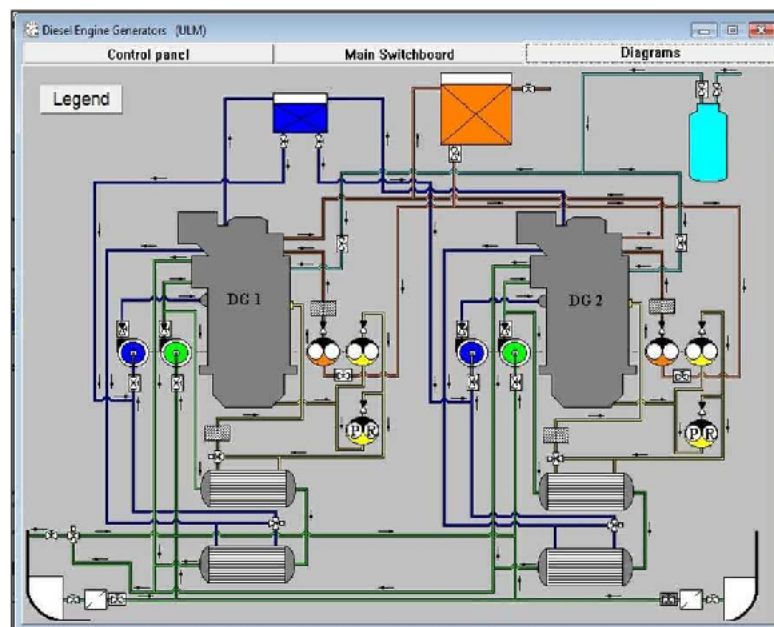 Diesel Engine Generators (ULM)
Control panel Main Switchboard Diagrams
Legend
DG 1 DG 2
P R P R